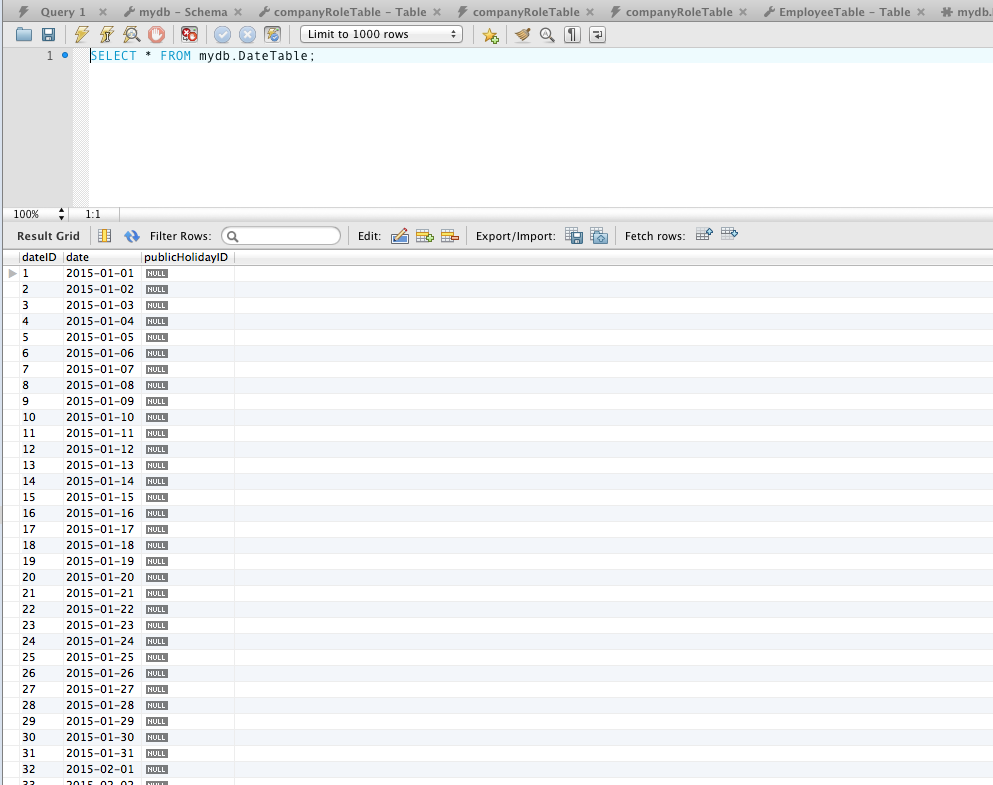 Query 1 mydb – Schema companyRoleTable – Table companyRoleTable companyRoleTable EmployeeTable – Table mydb.
Limit to 1000 rows
1 SELECT * FROM mydb.DateTable;
100% 1:1
Result Grid Filter Rows: Edit: Export/Import: Fetch rows:
dateID date publicHolidayID
1 2015-01-01 NULL
2 2015-01-02 NULL
3 2015-01-03 NULL
4 2015-01-04 NULL
5 2015-01-05 NULL
6 2015-01-06 NULL
7 2015-01-07 NULL
8 2015-01-08 NULL
9 2015-01-09 NULL
10 2015-01-10 NULL
11 2015-01-11 NULL
12 2015-01-12 NULL
13 2015-01-13 NULL
14 2015-01-14 NULL
15 2015-01-15 NULL
16 2015-01-16 NULL
17 2015-01-17 NULL
18 2015-01-18 NULL
19 2015-01-19 NULL
20 2015-01-20 NULL
21 2015-01-21 NULL
22 2015-01-22 NULL
23 2015-01-23 NULL
24 2015-01-24 NULL
25 2015-01-25 NULL
26 2015-01-26 NULL
27 2015-01-27 NULL
28 2015-01-28 NULL
29 2015-01-29 NULL
30 2015-01-30 NULL
31 2015-01-31 NULL
32 2015-02-01 NULL
33 2015-02-02 NULL